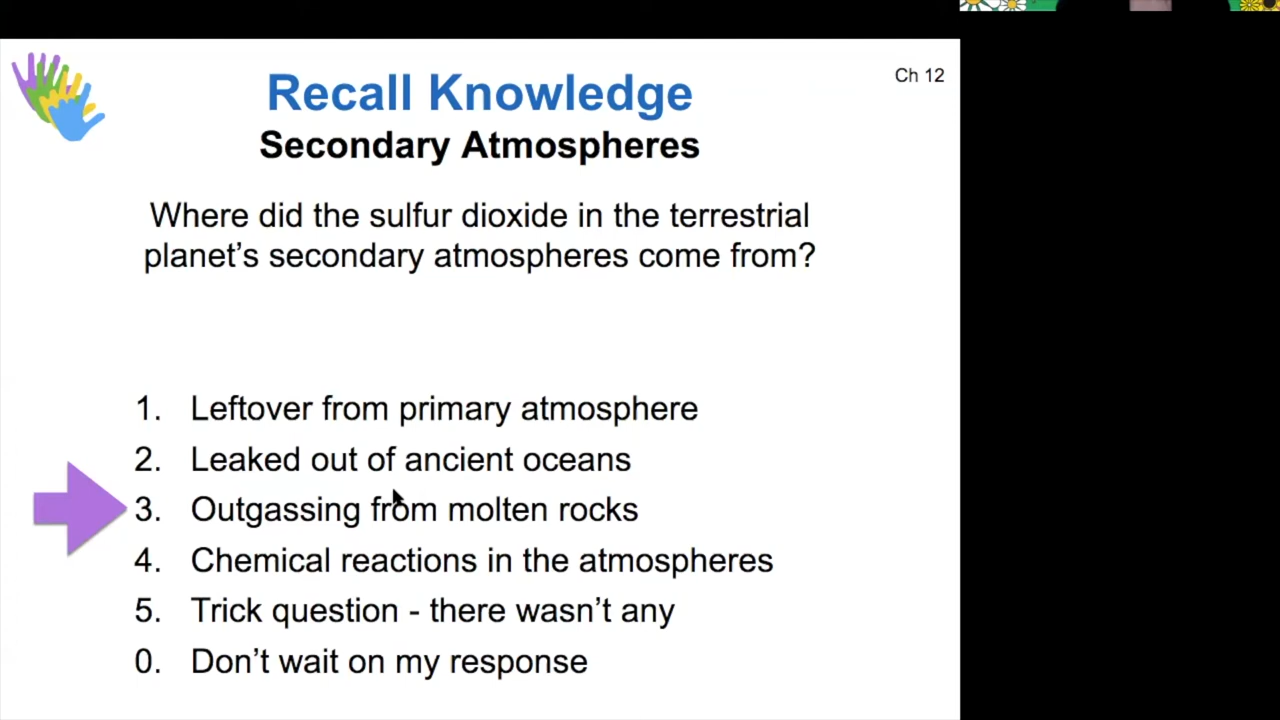 Recall Knowledge
Ch 12
Secondary Atmospheres
Where did the sulfur dioxide in the terrestrial
planet’s secondary atmospheres come from?
1. Leftover from primary atmosphere
2. Leaked out of ancient oceans
3. Outgassing from molten rocks
4. Chemical reactions in the atmospheres
5. Trick question - there wasn’t any
0. Don’t wait on my response